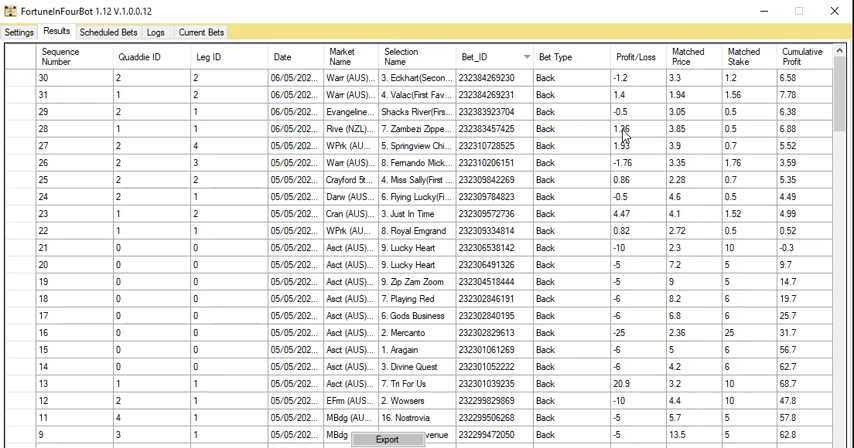 FortuneInFourBot 1.12 V.1.0.0.12
Settings Results Scheduled Bets Logs Current Bets
Sequence Number Quaddie ID Leg ID Date Market Name Selection Name Bet_ID Bet Type Profit/Loss Matched Price Matched Stake Cumulative Profit
30 2 2 06/05/202... Warr (AUS)... 3. Eckhart(Secon... 232384269230 Back -1.2 3.3 1.2 6.58
31 1 2 06/05/202... Warr (AUS)... 4. Valac(First Fav... 232384269231 Back 1.4 1.94 1.56 7.78
29 2 1 06/05/202... Evangeline... Shacks River(Firs... 232383923704 Back -0.5 3.05 0.5 6.38
28 1 1 06/05/202... Rive (NZL)... 7. Zambezi Zippe... 232383457425 Back 3.85 0.5 6.88
27 2 4 05/05/202... WPrk (AU... 5. Springview Chi... 232310728525 Back 1.93 3.9 0.7 5.52
26 2 3 05/05/202... Warr (AUS)... 8. Fernando Mick... 232310206151 Back -1.76 3.35 1.76 3.59
25 2 2 05/05/202... Crayford 5t... 4. Miss Sally(First ... 232309842269 Back 0.86 2.28 0.7 5.35
24 2 1 05/05/202... Darw (AUS)... 6. Flying Lucky(Fi... 232309784823 Back -0.5 4.6 0.5 4.49
23 1 2 05/05/202... Cran (AUS)... 3. Just In Time 232309572736 Back 4.47 4.1 1.52 4.99
22 1 1 05/05/202... WPrk (AUS)... 8. Royal Emgrand 232309334814 Back 0.82 2.72 0.5 0.52
21 0 0 05/05/202... Asct (AUS)... 9. Lucky Heart 232306538142 Back -10 2.3 10 -0.3
20 0 0 05/05/202... Asct (AUS)... 9. Lucky Heart 232306491326 Back -5 7.2 5 9.7
19 0 0 05/05/202... Asct (AUS)... 9. Zip Zam Zoom 232304518444 Back -5 9 5 14.7
18 0 0 05/05/202... Asct (AUS)... 7. Playing Red 232302846191 Back -6 8.2 6 19.7
17 0 0 05/05/202... Asct (AUS)... 6. Gods Business 232302840195 Back -6 6.8 6 25.7
16 0 0 05/05/202... Asct (AUS)... 2. Mercanto 232302829613 Back -25 2.36 25 31.7
15 0 0 05/05/202... Asct (AUS)... 1. Aragain 232301061269 Back -6 5 6 56.7
14 0 0 05/05/202... Asct (AUS)... 3. Divine Quest 232301052222 Back -6 4.2 6 62.7
13 1 1 05/05/202... Asct (AUS)... 7. Tri For Us 232301039235 Back 20.9 3.2 10 68.7
12 2 1 05/05/202... EFrm (AUS)... 2. Wowsers 232299829869 Back -10 4.4 10 47.8
11 4 1 05/05/202... MBdg (AU... 16. Nostrovia 232299506268 Back -5 5.7 5 57.8
9 3 1 05/05/202... MBdg venue 232299472050 Back -5 13.5 5 62.8
Export